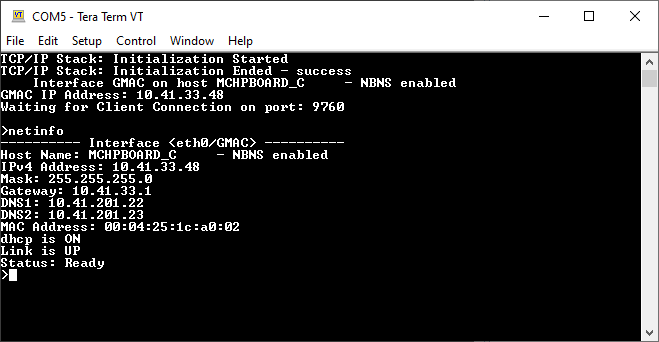 COM5 - Tera Term VT
File Edit Setup Control Window Help
TCP/IP Stack: Initialization Started
TCP/IP Stack: Initialization Ended - success
    Interface GMAC on host MCHPBOARD_C     - NBNS enabled
GMAC IP Address: 10.41.33.48
Waiting for Client Connection on port: 9760
>netinfo
---------- Interface <eth0/GMAC> ----------
Host Name: MCHPBOARD_C     - NBNS enabled
IPv4 Address: 10.41.33.48
Mask: 255.255.255.0
Gateway: 10.41.33.1
DNS1: 10.41.201.22
DNS2: 10.41.201.23
MAC Address: 00:04:25:1c:a0:02
dhcp is ON
Link is UP
Status: Ready
>